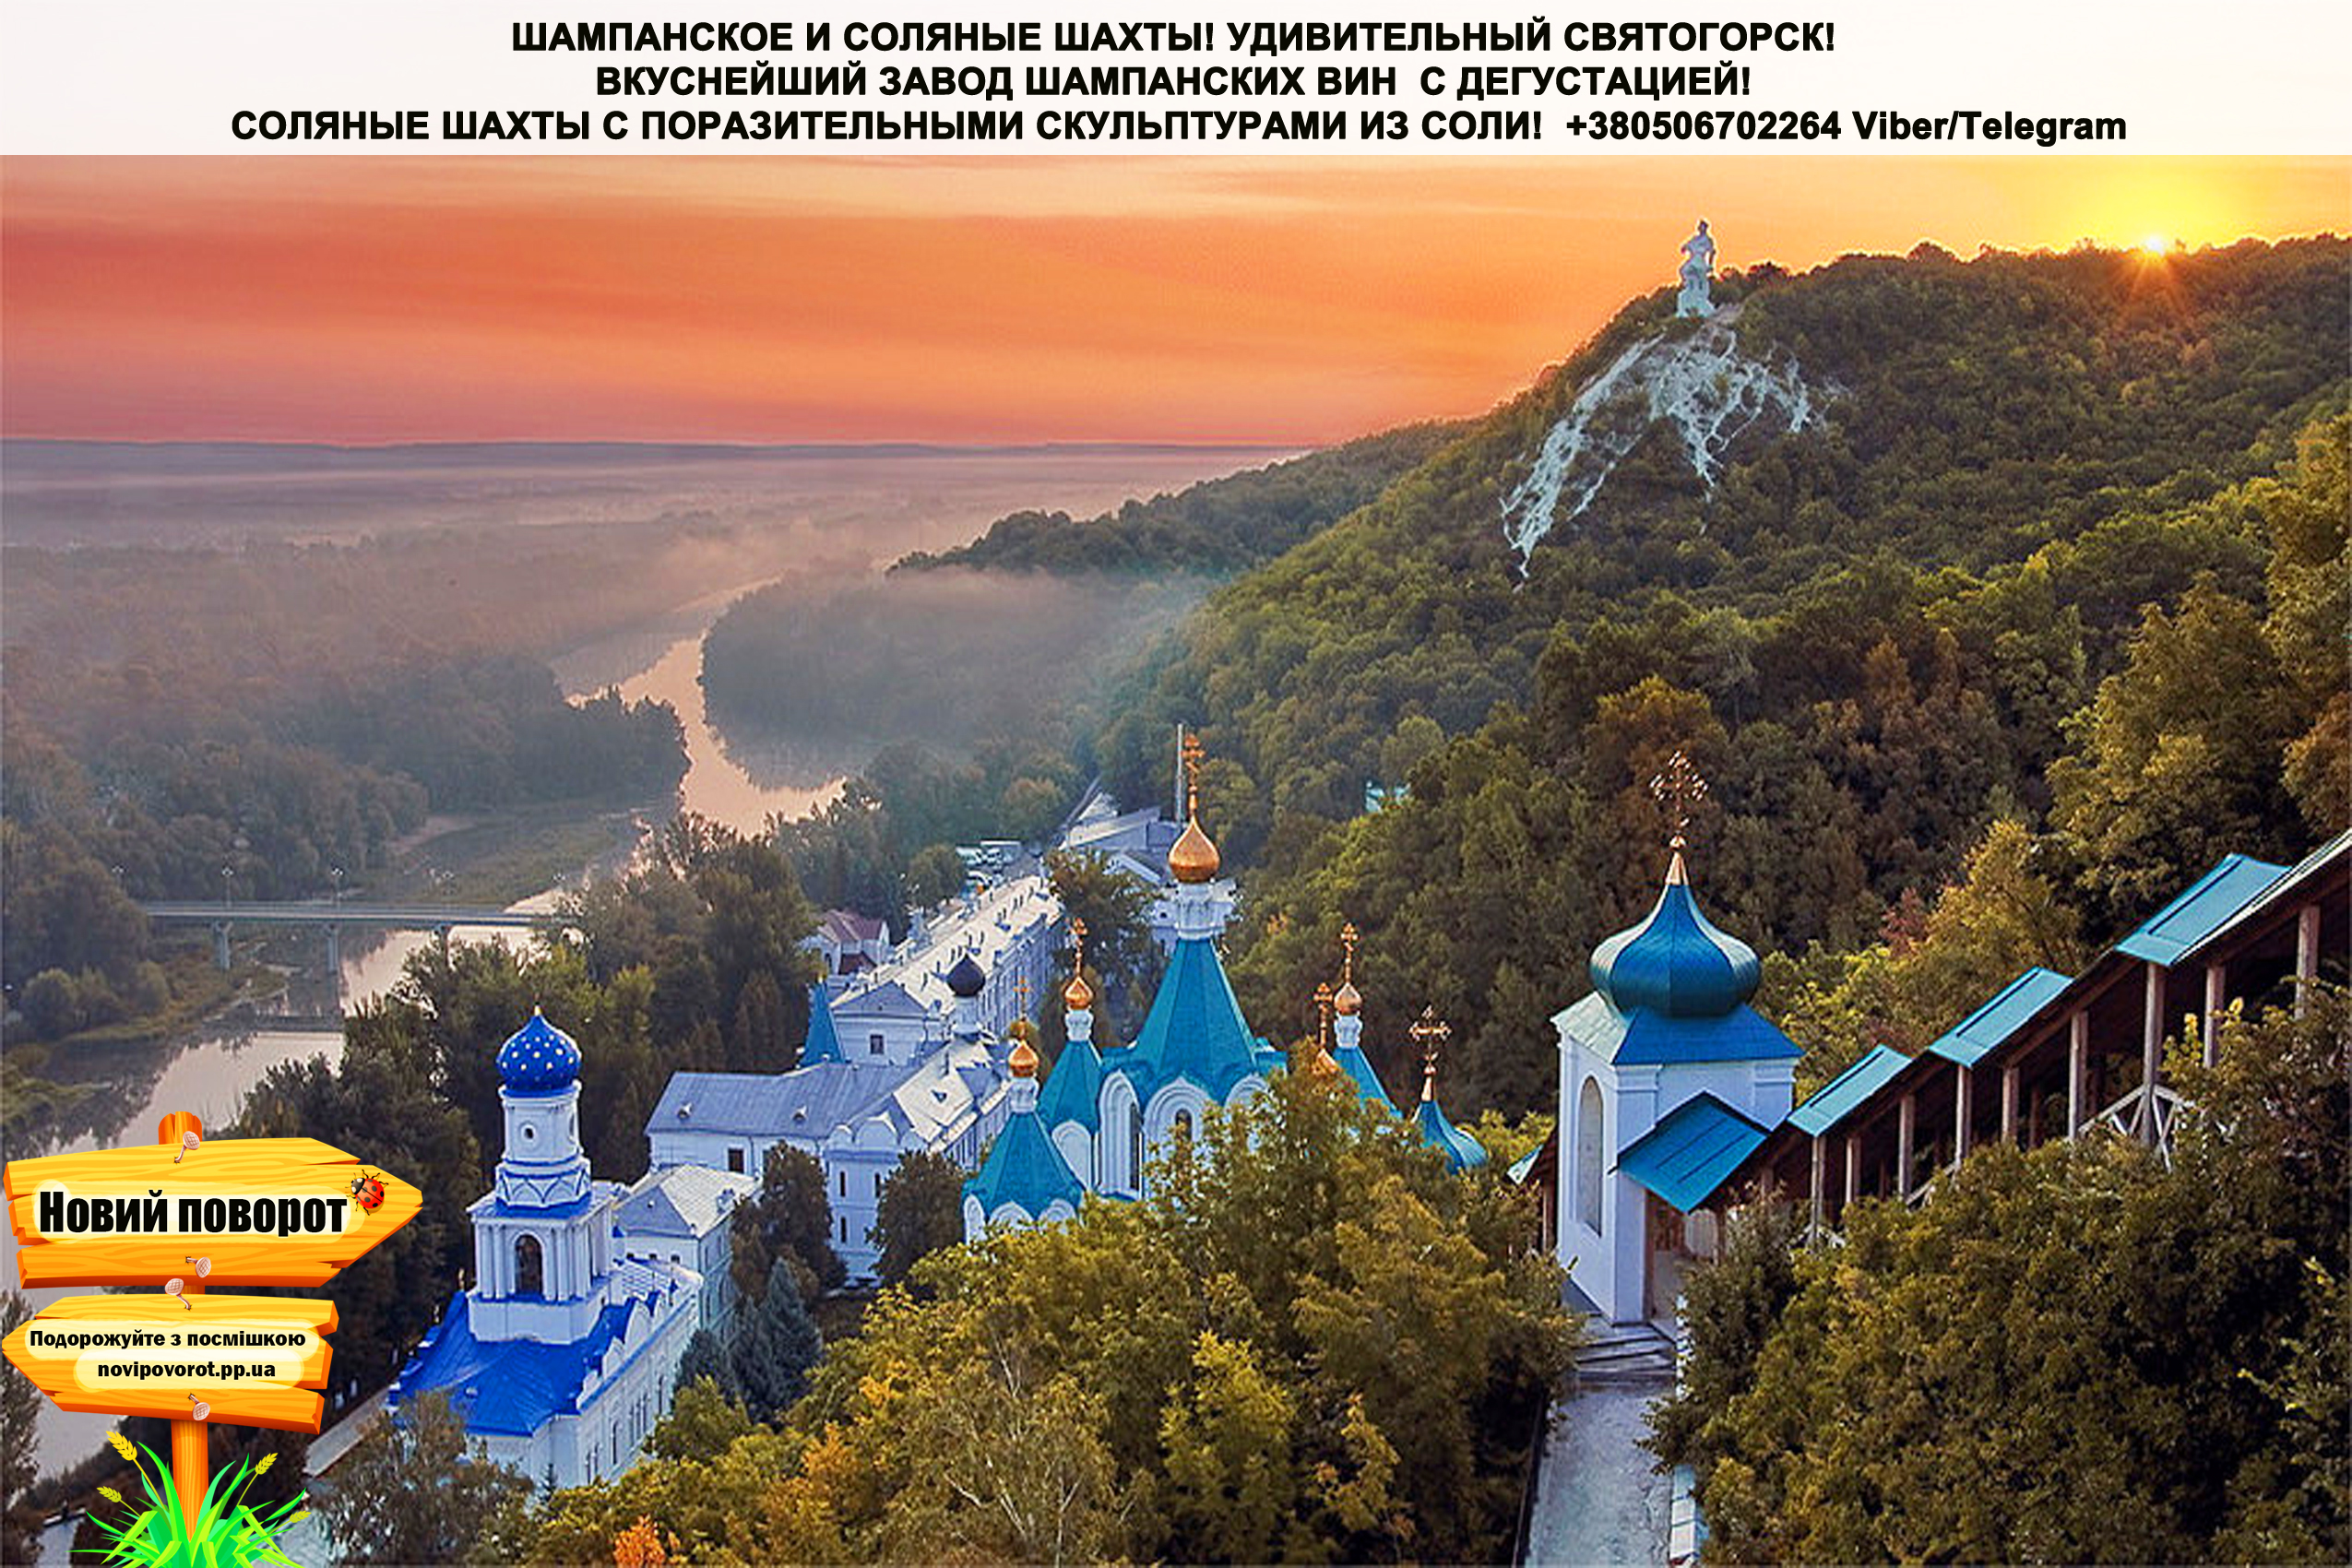 ШАМПАНСКОЕ И СОЛЯНЫЕ ШАХТЫ! УДИВИТЕЛЬНЫЙ СВЯТОГОРСК!
ВКУСНЕЙШИЙ ЗАВОД ШАМПАНСКИХ ВИН  С ДЕГУСТАЦИЕЙ!
СОЛЯНЫЕ ШАХТЫ С ПОРАЗИТЕЛЬНЫМИ СКУЛЬПТУРАМИ ИЗ СОЛИ!  +380506702264 Viber/Telegram
Новий поворот
Подорожуйте з посмішкою
novipovorot.pp.ua